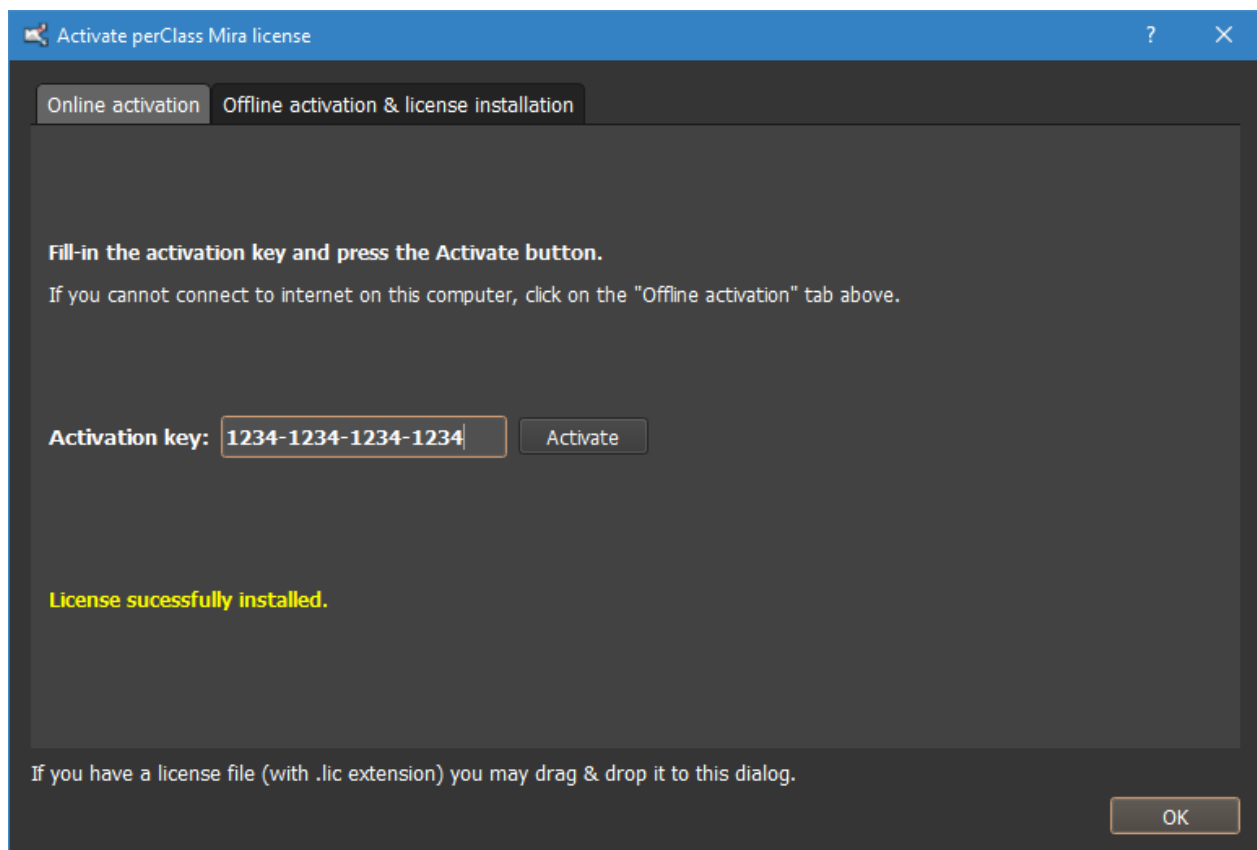 Activate perClass Mira license
?
Online activation
Offline activation & license installation
Fill-in the activation key and press the Activate button.
If you cannot connect to internet on this computer, click on the "Offline activation" tab above.
Activation key: 1234-1234-1234-1234 Activate
License sucessfully installed.
If you have a license file (with .lic extension) you may drag & drop it to this dialog.
OK